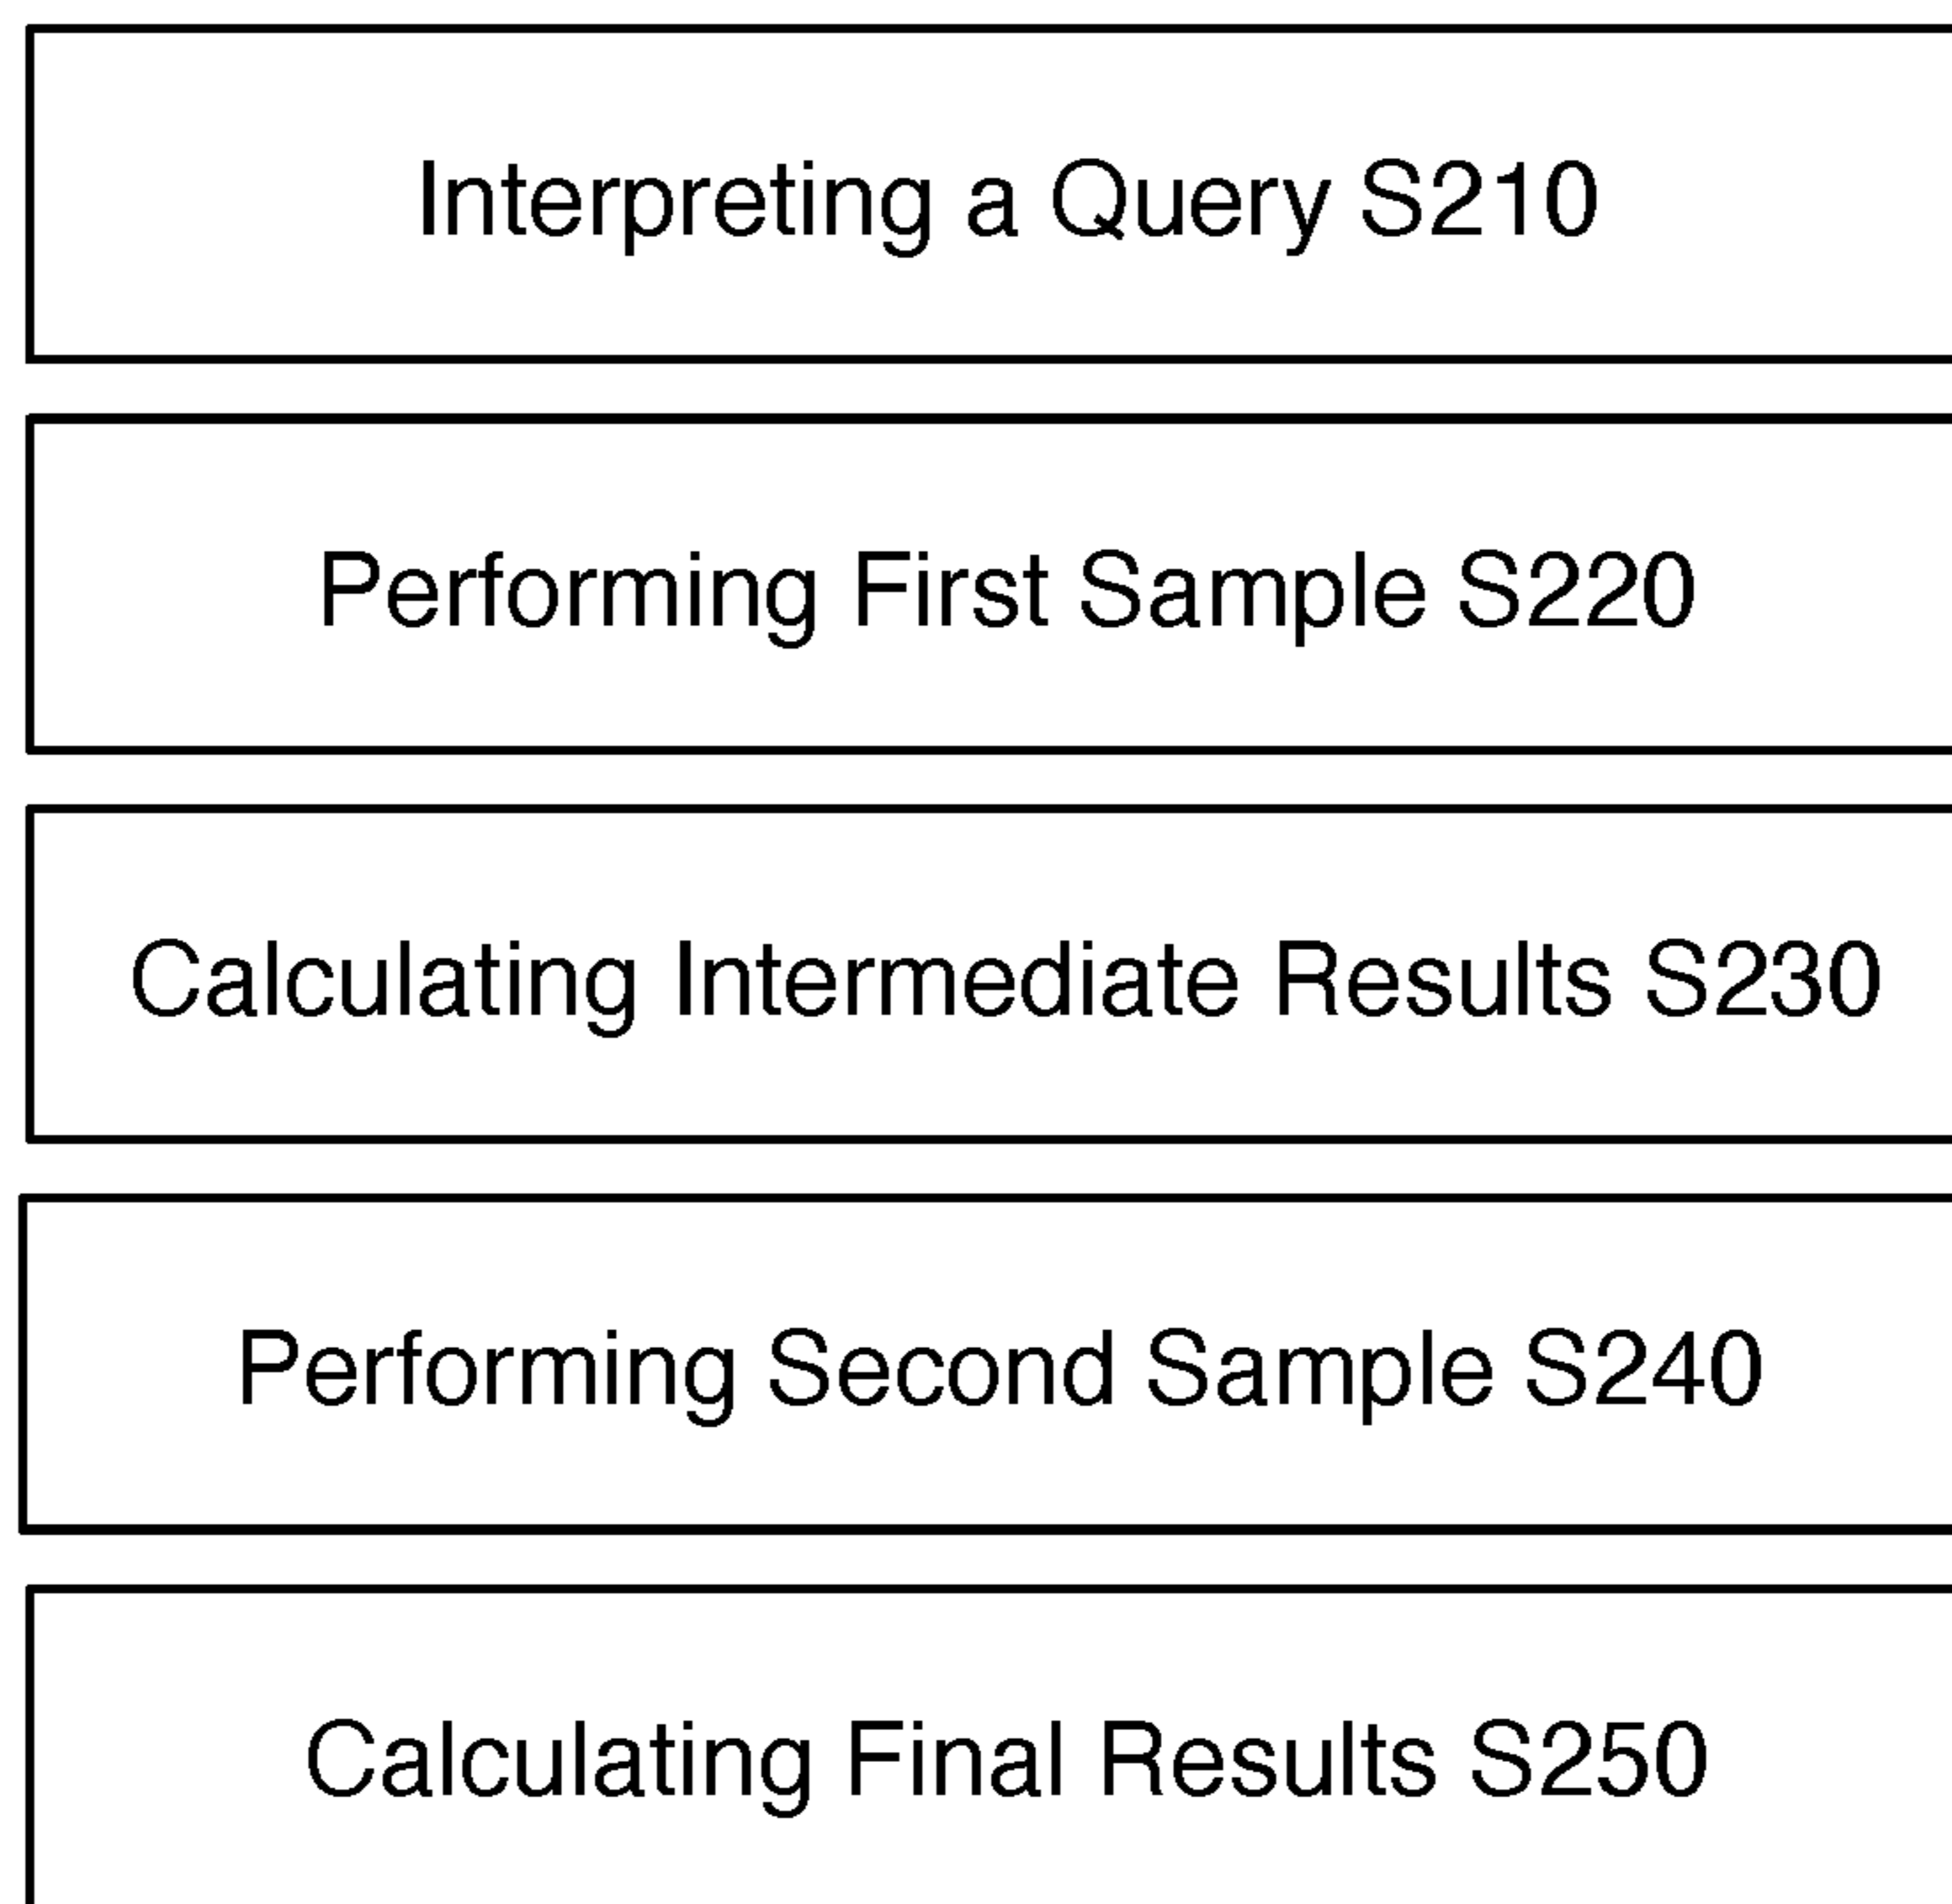 Interpreting a Query S210
Performing First Sample S220
Calculating Intermediate Results S230
Performing Second Sample S240
Calculating Final Results S250